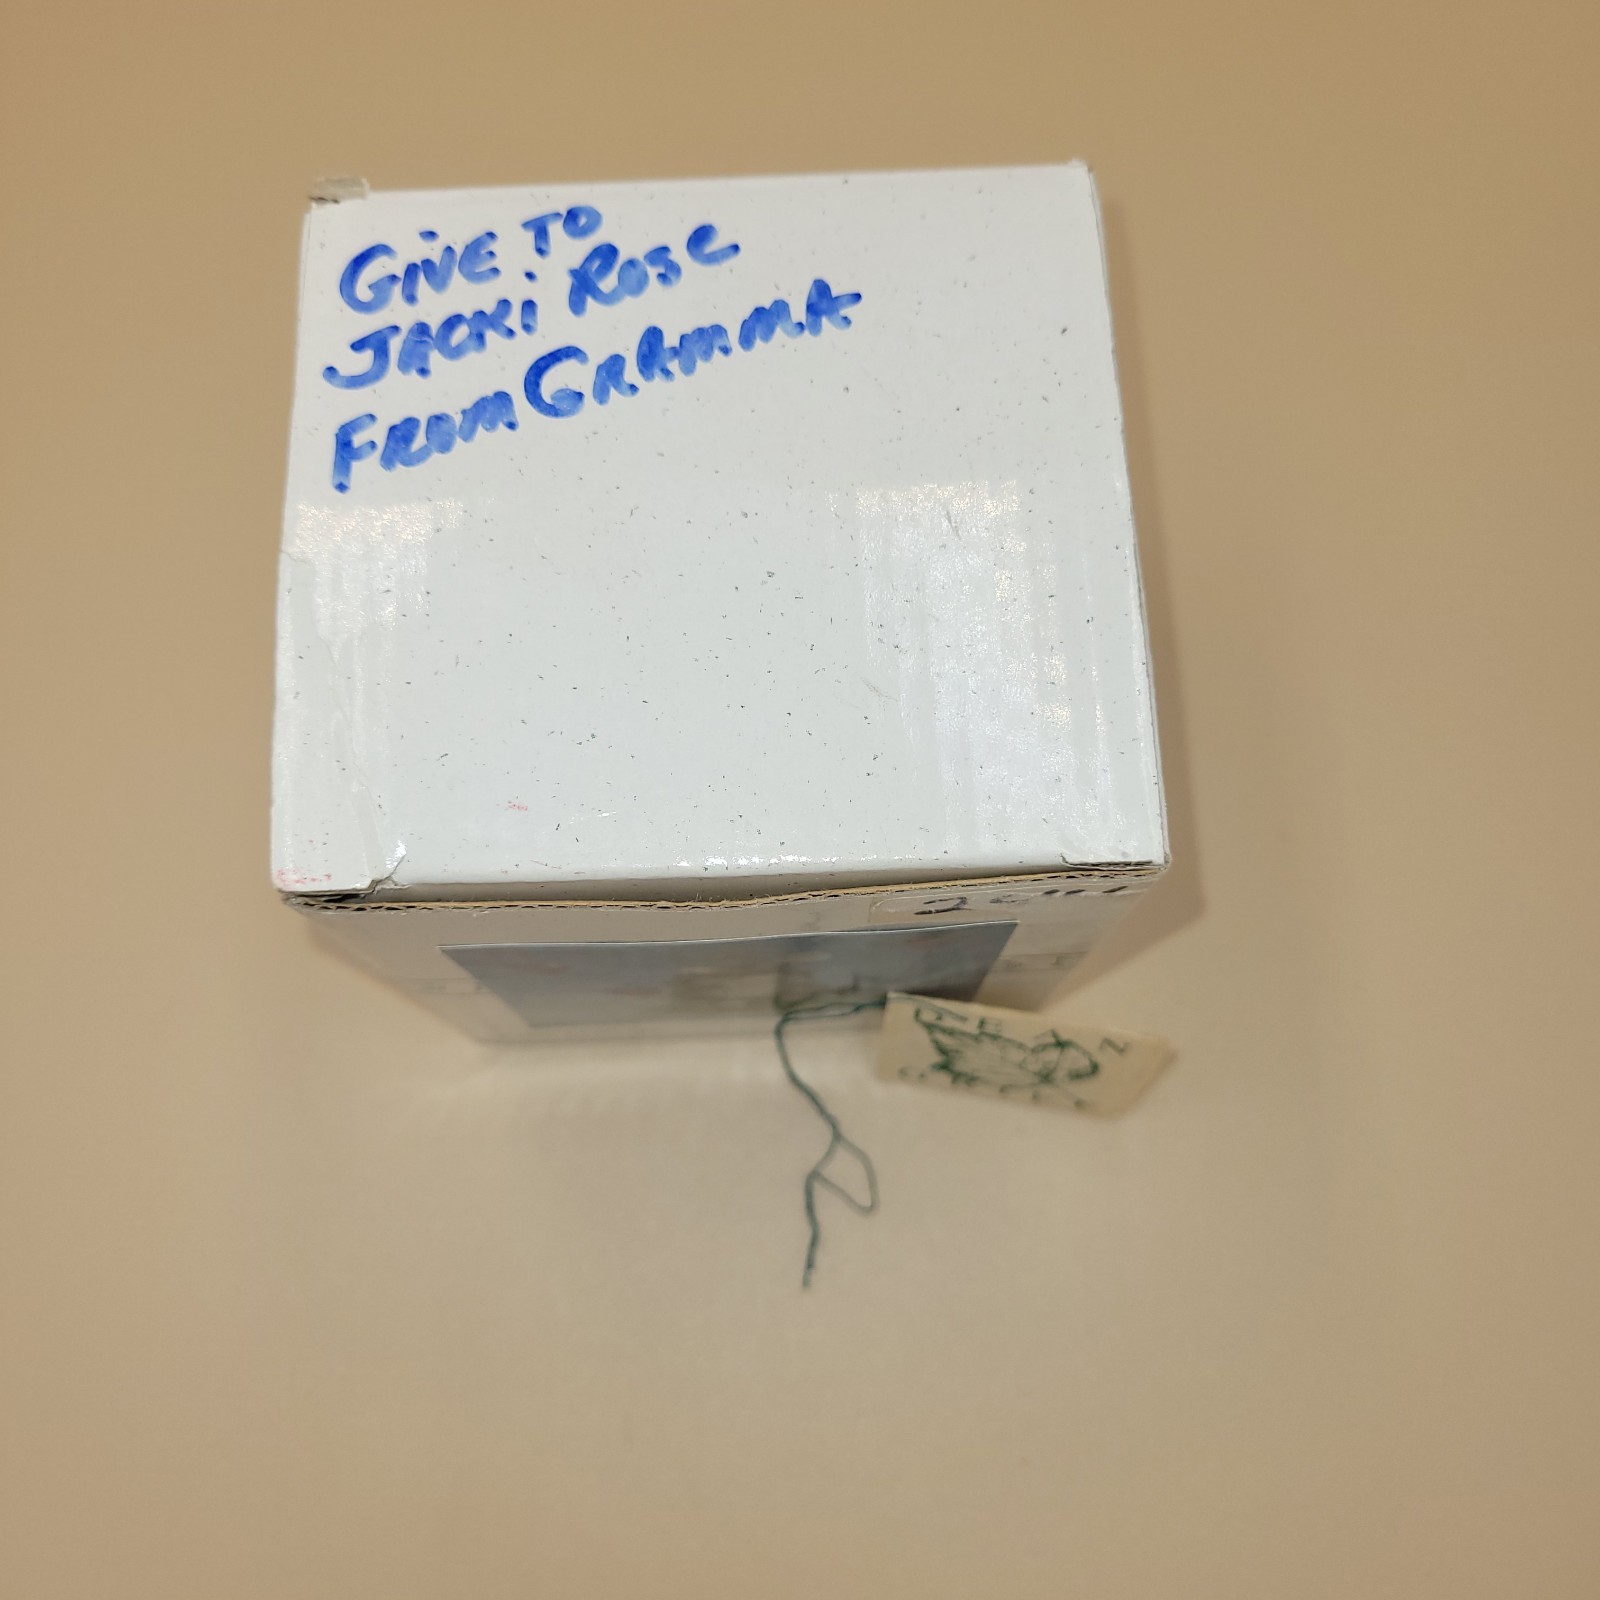 GiVE TO
JACKi RosE
FROM GRAMMA